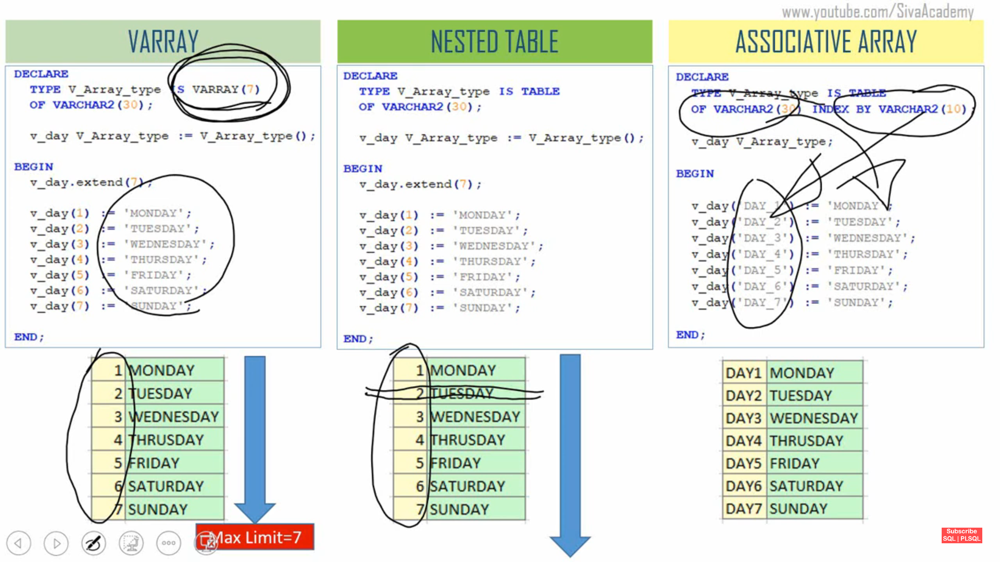 www.youtube.com/SivaAcademy
VARRAY
DECLARE
TYPE V_Array_type IS VARRAY(7)
OF VARCHAR2(30);
v_day V_Array_type := V_Array_type();
BEGIN
v_day.extend(7);
v_day(1) := 'MONDAY';
v_day(2) := 'TUESDAY';
v_day(3) := 'WEDNESDAY';
v_day(4) := 'THURSDAY';
v_day(5) := 'FRIDAY';
v_day(6) := 'SATURDAY';
v_day(7) := 'SUNDAY';
END;
1 MONDAY
2 TUESDAY
3 WEDNESDAY
4 THRUSDAY
5 FRIDAY
6 SATURDAY
7 SUNDAY
Max Limit=7
NESTED TABLE
DECLARE
TYPE V_Array_type IS TABLE
OF VARCHAR2(30);
v_day V_Array_type := V_Array_type();
BEGIN
v_day.extend(7);
v_day(1) := 'MONDAY';
v_day(2) := 'TUESDAY';
v_day(3) := 'WEDNESDAY';
v_day(4) := 'THURSDAY';
v_day(5) := 'FRIDAY';
v_day(6) := 'SATURDAY';
v_day(7) := 'SUNDAY';
END;
1 MONDAY
2 TUESDAY
3 WEDNESDAY
4 THRUSDAY
5 FRIDAY
6 SATURDAY
7 SUNDAY
ASSOCIATIVE ARRAY
DECLARE
TYPE V_Array_type IS TABLE
OF VARCHAR2(30) INDEX BY VARCHAR2(10);
v_day V_Array_type;
BEGIN
v_day('DAY_1') := 'MONDAY';
v_day('DAY_2') := 'TUESDAY';
v_day('DAY_3') := 'WEDNESDAY';
v_day('DAY_4') := 'THURSDAY';
v_day('DAY_5') := 'FRIDAY';
v_day('DAY_6') := 'SATURDAY';
v_day('DAY_7') := 'SUNDAY';
END;
DAY1 MONDAY
DAY2 TUESDAY
DAY3 WEDNESDAY
DAY4 THRUSDAY
DAY5 FRIDAY
DAY6 SATURDAY
DAY7 SUNDAY
Subscribe
SQL | PLSQL